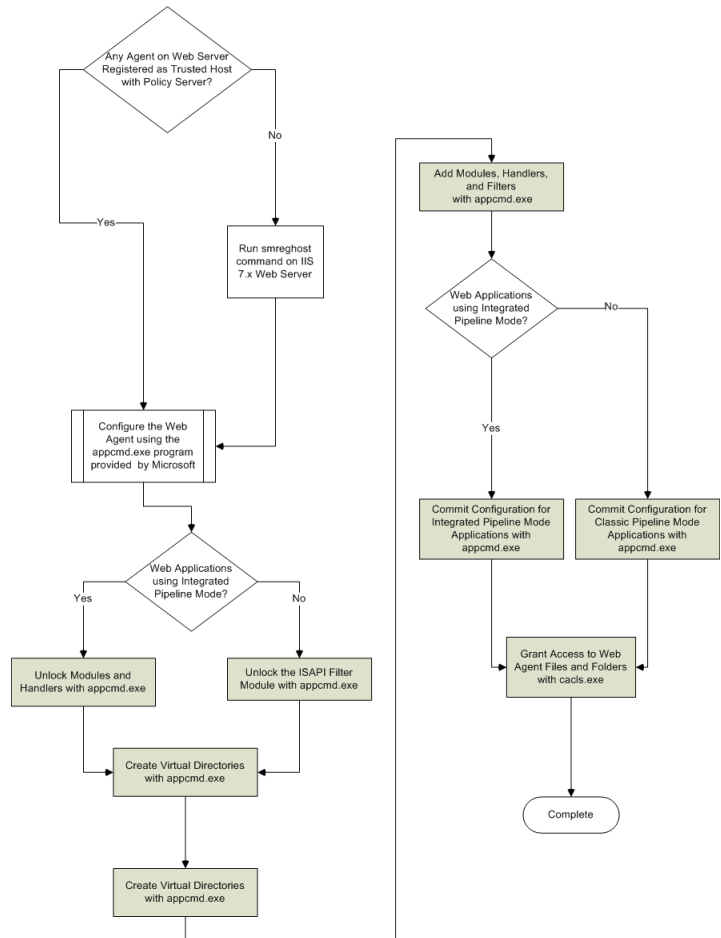 Any Agent on Web Server
Registered as Trusted Host
with Policy Server?
No
Yes
Run smreghost
command on IIS
7.x Web Server
Configure the Web
Agent using the
appcmd.exe program
provided by Microsoft
Web Applications
using Integrated
Pipeline Mode?
Yes
No
Unlock Modules and
Handlers with appcmd.exe
Unlock the ISAPI Filter
Module with appcmd.exe
Create Virtual Directories
with appcmd.exe
Create Virtual Directories
with appcmd.exe
Add Modules, Handlers,
and Filters
with appcmd.exe
Web Applications
using Integrated
Pipeline Mode?
No
Yes
Commit Configuration for
Integrated Pipeline Mode
Applications with
appcmd.exe
Commit Configuration for
Classic Pipeline Mode
Applications with
appcmd.exe
Grant Access to Web
Agent Files and Folders
with cacls.exe
Complete